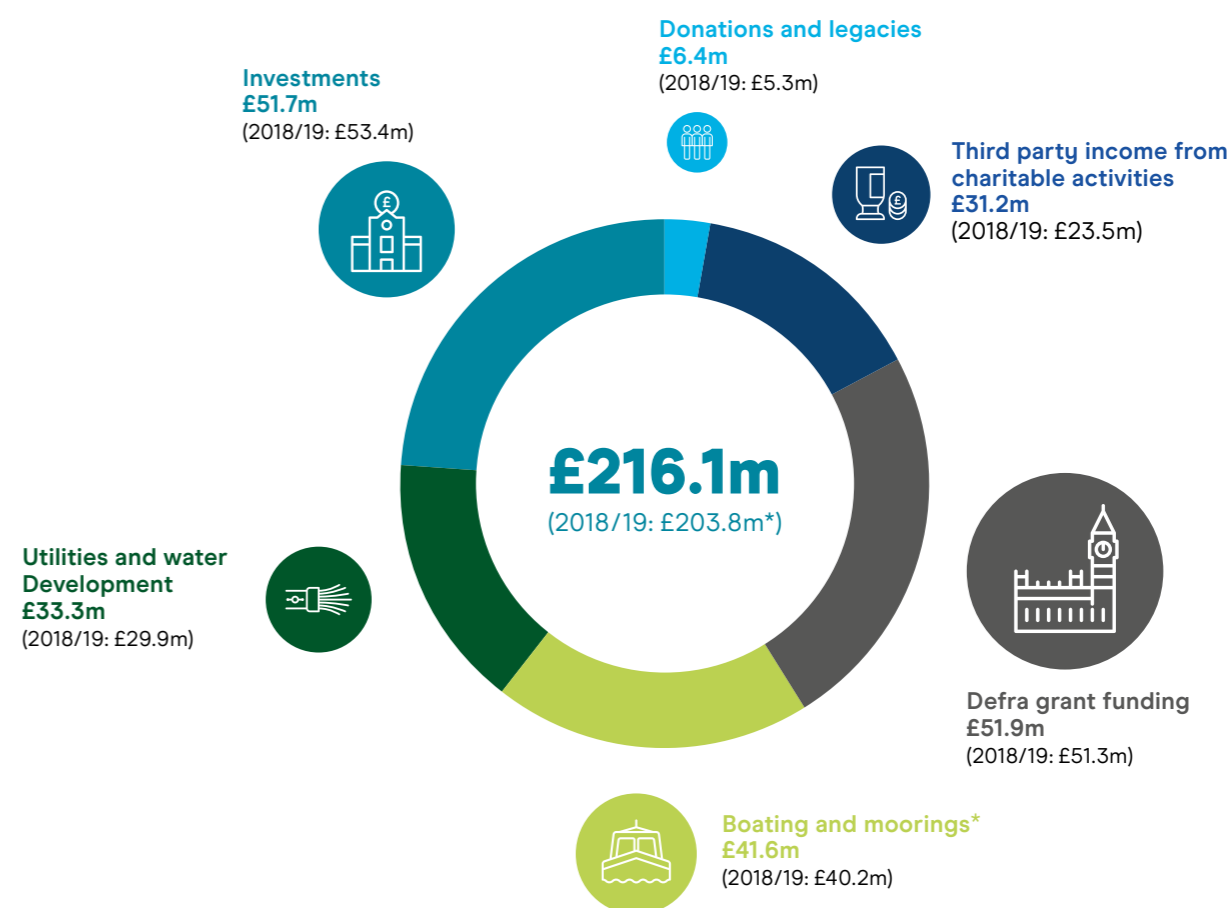 Donations and legacies
£6.4m
(2018/19: £5.3m)
Investments
£51.7m
(2018/19: £53.4m)
£
Third party income from
charitable activities
£31.2m
(2018/19: £23.5m)
£
£216.1m
(2018/19: £203.8m*)
Utilities and water
Development
£33.3m
(2018/19: £29.9m)
Defra grant funding
£51.9m
(2018/19: £51.3m)
Boating and moorings*
£41.6m
(2018/19: £40.2m)